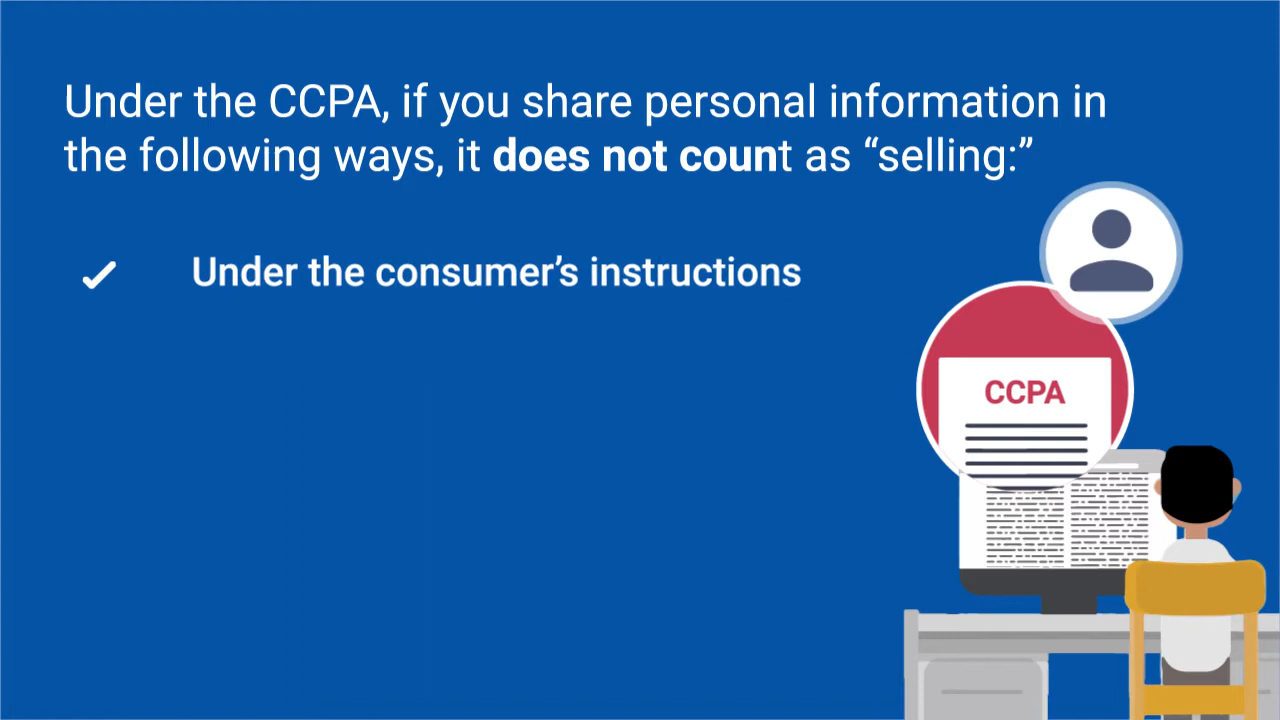 Under the CCPA, if you share personal information in
the following ways, it does not count as “selling:”
Under the consumer’s instructions
CCPA